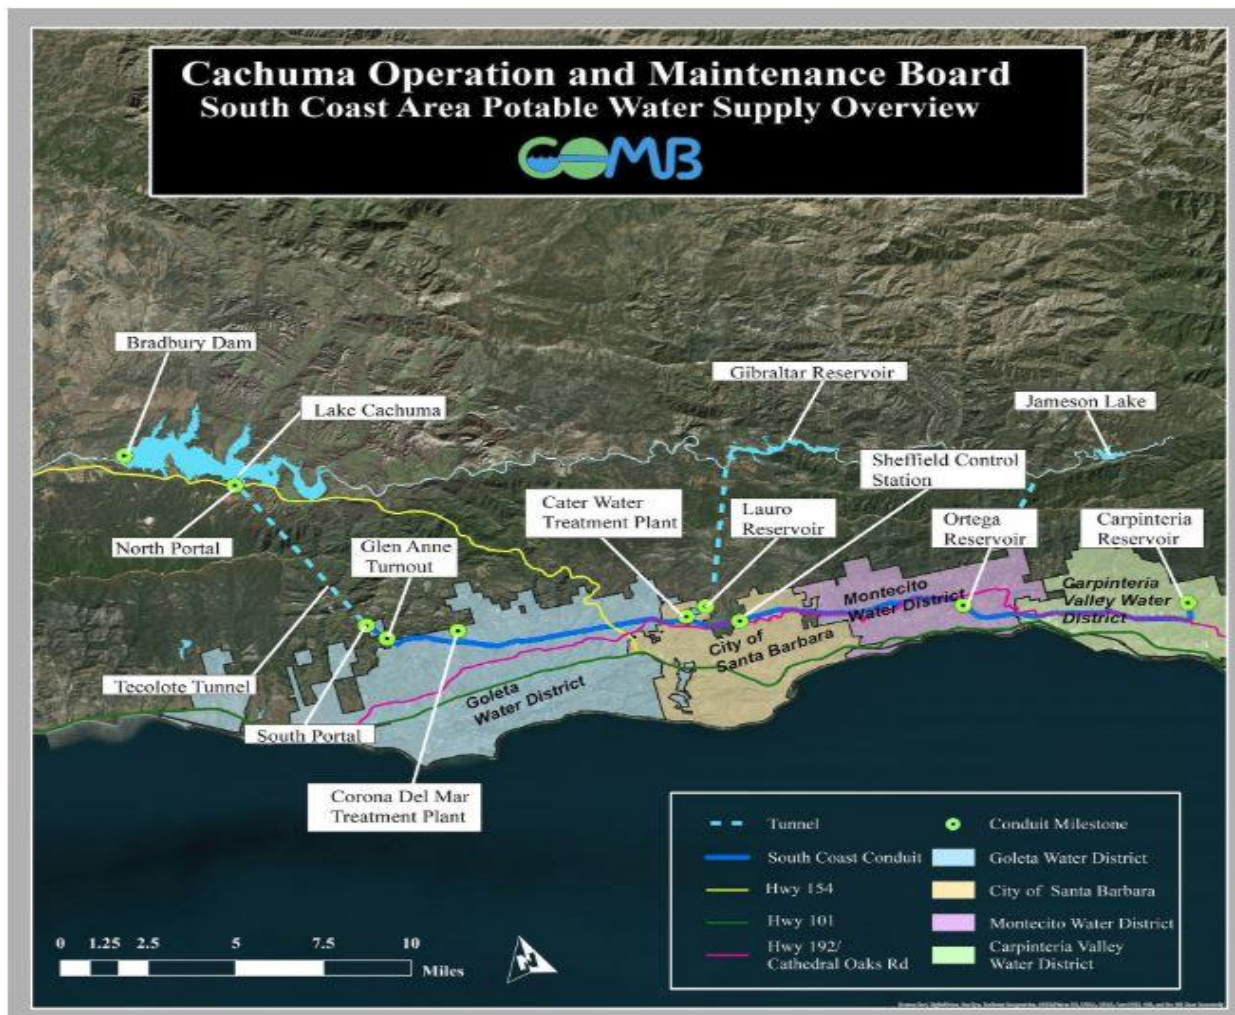 Cachuma Operation and Maintenance Board
South Coast Area Potable Water Supply Overview
COMB
Bradbury Dam
Lake Cachuma
Gibraltar Reservoir
Jameson Lake
Sheffield Control
Station
Cater Water
Treatment Plant
Lauro
Reservoir
Ortega
Reservoir
Carpinteria
Reservoir
North Portal
Glen Anne
Turnout
Carpinteria
Valley Water
District
Montecito
Water District
City of
Santa Barbara
Goleta
Water District
Tecolote Tunnel
South Portal
Corona Del Mar
Treatment Plant
Tunnel
South Coast Conduit
Hwy 154
Hwy 101
Hwy 192/
Cathedral Oaks Rd
Conduit Milestone
Goleta Water District
City of Santa Barbara
Montecito Water District
Carpinteria Valley
Water District
0 1.25 2.5 5 7.5 10
Miles
N